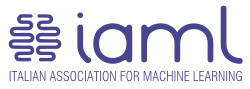 iaml
ITALIAN ASSOCIATION FOR MACHINE LEARNING